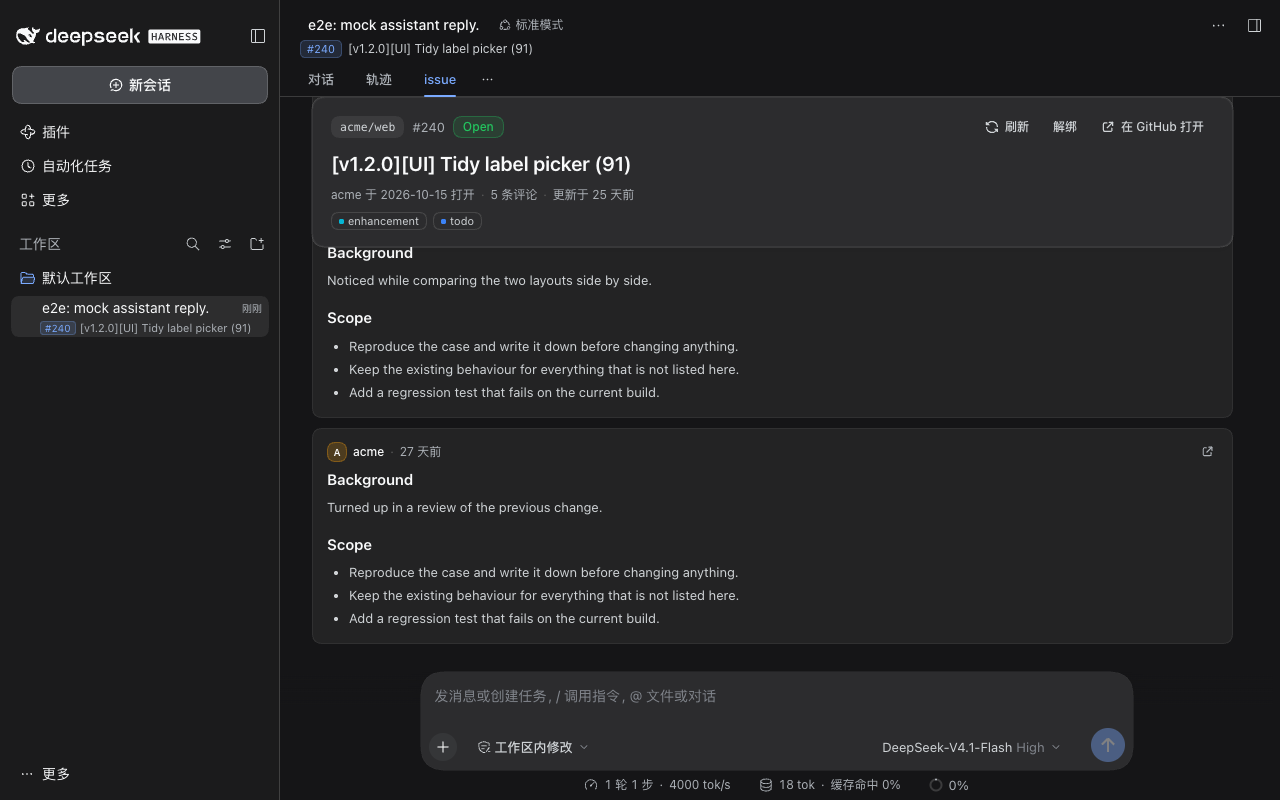 deepseek HARNESS
新会话
插件
自动化任务
更多
工作区
默认工作区
e2e: mock assistant reply. 刚刚
#240 [v1.2.0][UI] Tidy label picker (91)
更多
e2e: mock assistant reply. 标准模式
#240 [v1.2.0][UI] Tidy label picker (91)
对话 轨迹 issue
acme/web #240 Open 刷新 解绑 在 GitHub 打开
[v1.2.0][UI] Tidy label picker (91)
acme 于 2026-10-15 打开 · 5 条评论 · 更新于 25 天前
enhancement todo
Background
Noticed while comparing the two layouts side by side.
Scope
• Reproduce the case and write it down before changing anything.
• Keep the existing behaviour for everything that is not listed here.
• Add a regression test that fails on the current build.
A acme · 27 天前
Background
Turned up in a review of the previous change.
Scope
• Reproduce the case and write it down before changing anything.
• Keep the existing behaviour for everything that is not listed here.
• Add a regression test that fails on the current build.
发消息或创建任务, / 调用指令, @ 文件或对话
工作区内修改 DeepSeek-V4.1-Flash High
1 轮 1 步 · 4000 tok/s 18 tok · 缓存命中 0% 0%